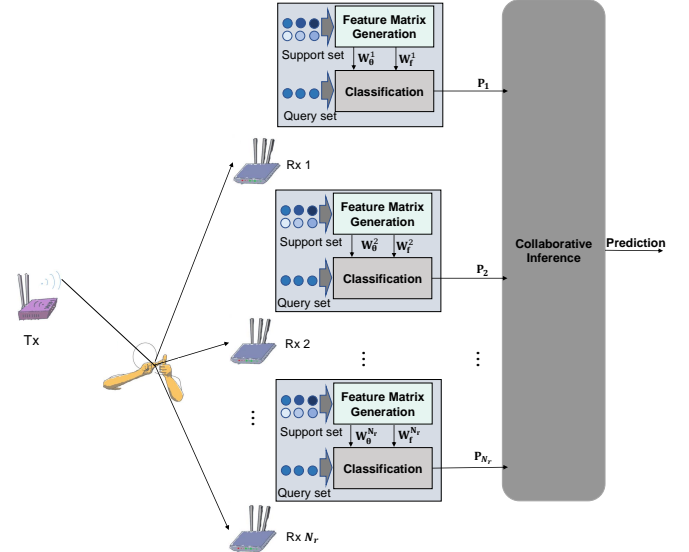 Feature Matrix
Generation
Support set
W_θ^1
W_f^1
Classification
Query set
P_1
Rx 1
Feature Matrix
Generation
Support set
W_θ^2
W_f^2
Classification
Query set
P_2
Collaborative
Inference
Prediction
Tx
Rx 2
⋮
⋮
⋮
Feature Matrix
Generation
Support set
W_θ^{N_r}
W_f^{N_r}
Classification
Query set
P_{N_r}
Rx N_r